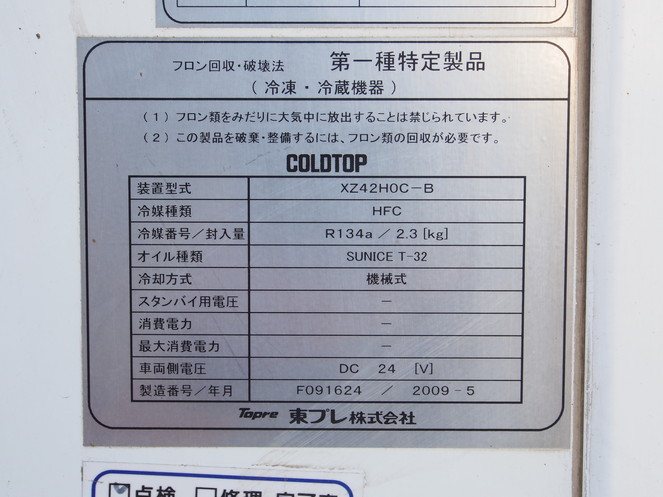 フロン回収・破壊法 第一種特定製品
(冷凍・冷蔵機器)
(1)フロン類をみだりに大気中に放出することは禁じられています。
(2)この製品を破棄・整備するには、フロン類の回収が必要です。
COLDTOP
装置型式 XZ42H0C-B
冷媒種類 HFC
冷媒番号/封入量 R134a / 2.3 [kg]
オイル種類 SUNICE T-32
冷却方式 機械式
スタンバイ用電圧 -
消費電力 -
最大消費電力 -
車両側電圧 DC 24 [V]
製造番号/年月 F091624 / 2009-5
Topre 東プレ株式会社
点検 修理